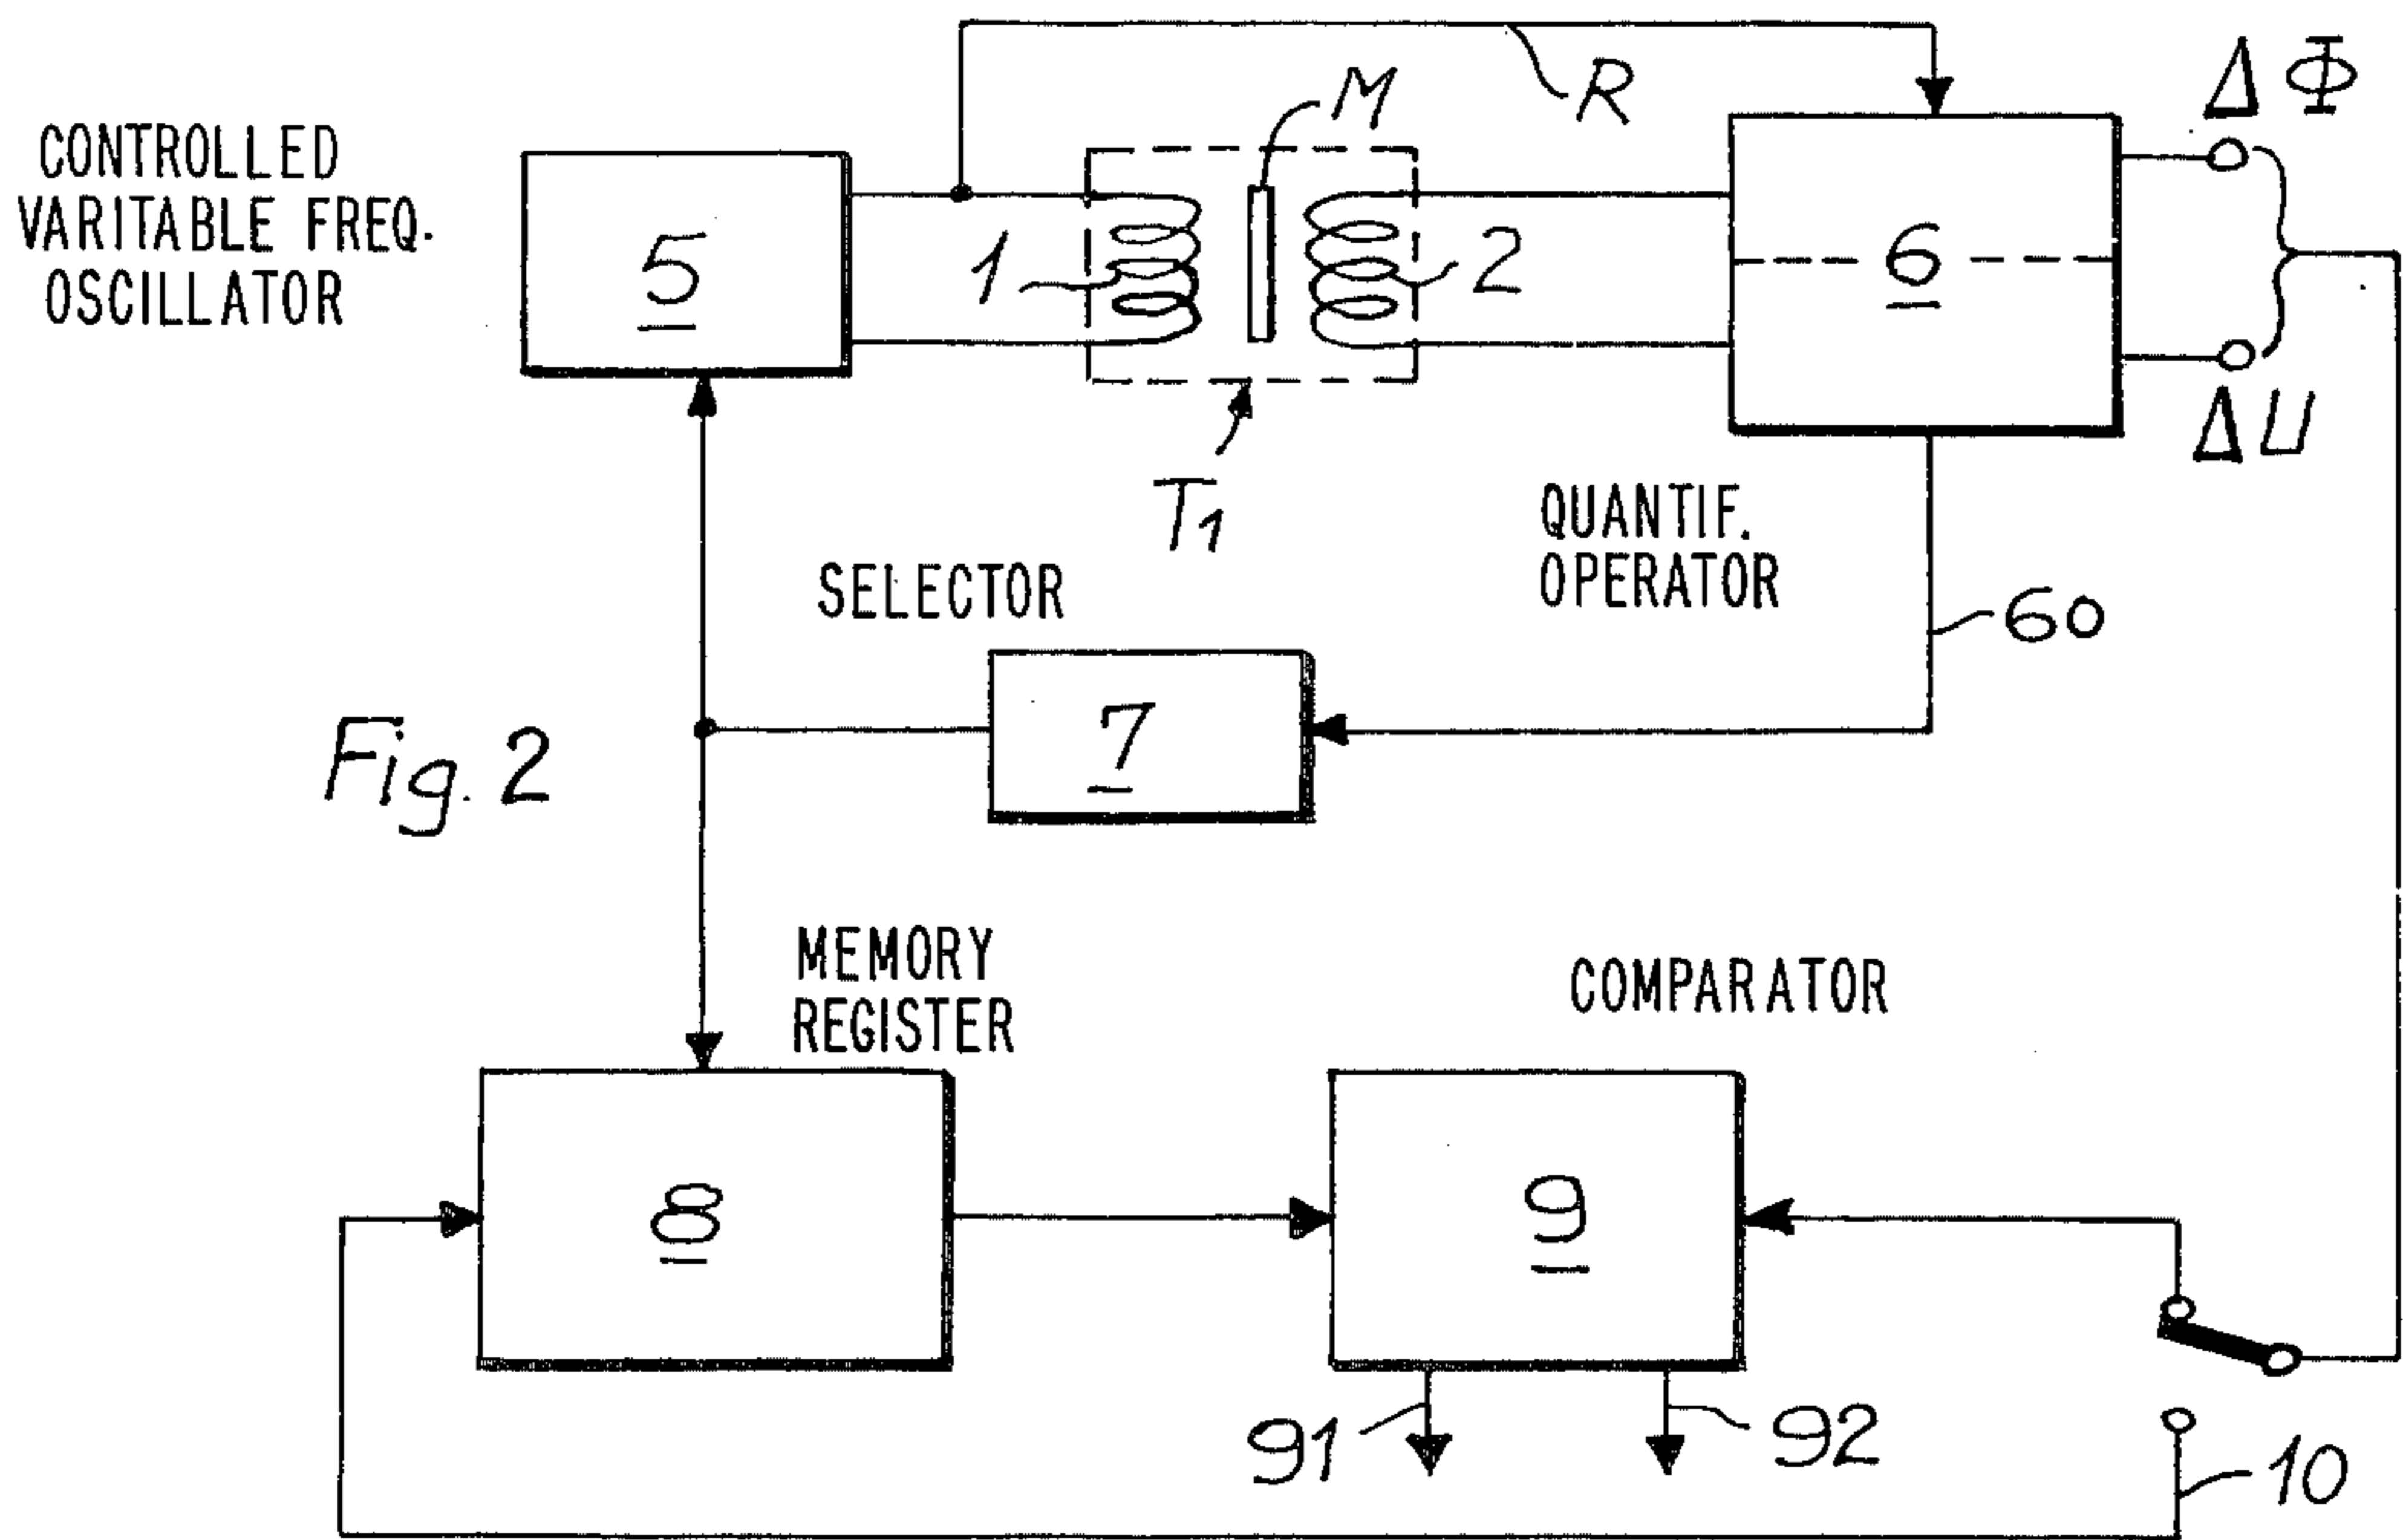 R
M
ΔΦ
CONTROLLED
VARITABLE FREQ.
OSCILLATOR
5
1
2
6
ΔU
T1
QUANTIF.
OPERATOR
SELECTOR
60
7
Fig. 2
MEMORY
REGISTER
COMPARATOR
8
9
91
92
10